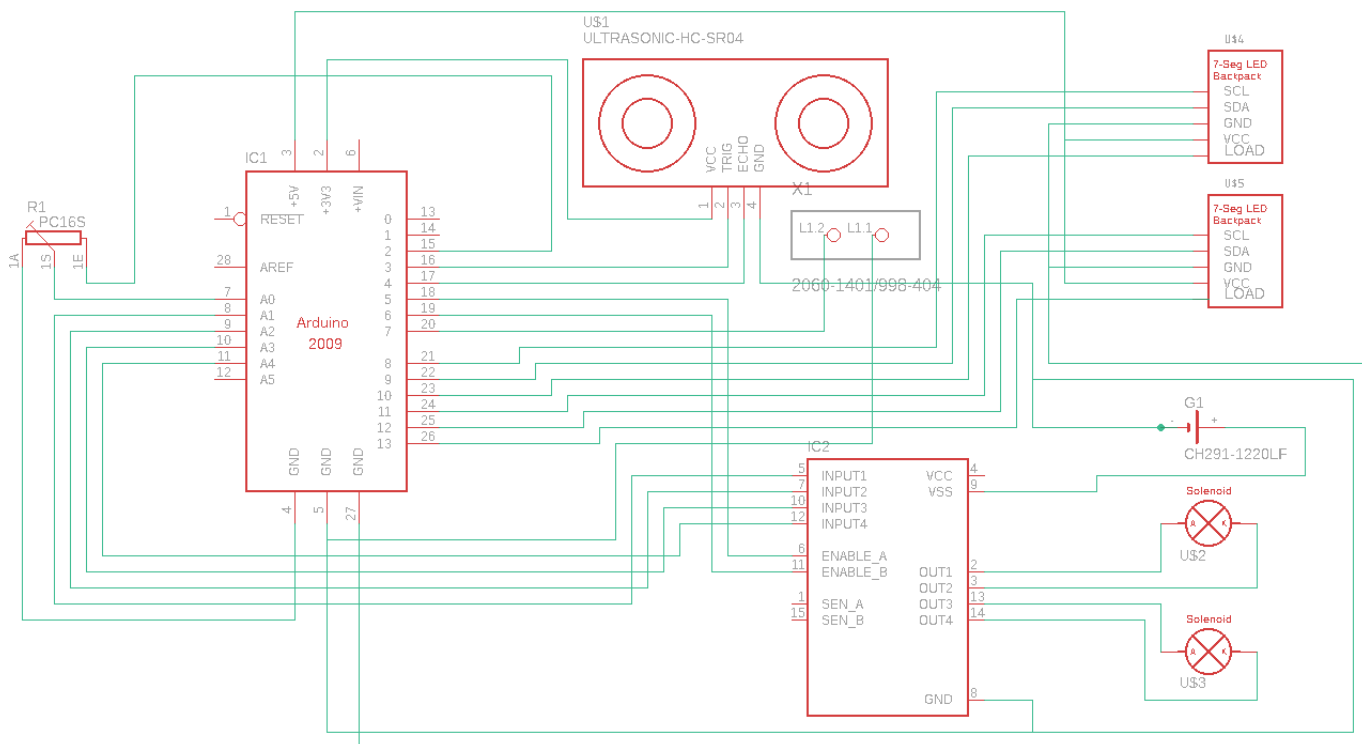 U$1
ULTRASONIC-HC-SR04
VCC
TRIG
ECHO
GND
1
2
3
4
U$4
7-Seg LED
Backpack
SCL
SDA
GND
VCC
LOAD
U$5
7-Seg LED
Backpack
SCL
SDA
GND
VCC
LOAD
X1
L1.2
L1.1
2060-1401/998-404
R1
PC16S
1A
1S
1E
IC1
3
2
6
+5V
+3V3
+VIN
1
RESET
28
AREF
7
A0
8
A1
9
A2
10
A3
11
A4
12
A5
Arduino
2009
0
13
1
14
2
15
3
16
4
17
5
18
6
19
7
20
8
21
9
22
10
23
11
24
12
25
13
26
GND
GND
GND
4
5
27
G1
-
+
CH291-1220LF
IC2
5
INPUT1
7
INPUT2
10
INPUT3
12
INPUT4
6
ENABLE_A
11
ENABLE_B
1
SEN_A
15
SEN_B
VCC
4
VSS
9
OUT1
2
OUT2
3
OUT3
13
OUT4
14
GND
8
Solenoid
A
K
U$2
Solenoid
A
K
U$3